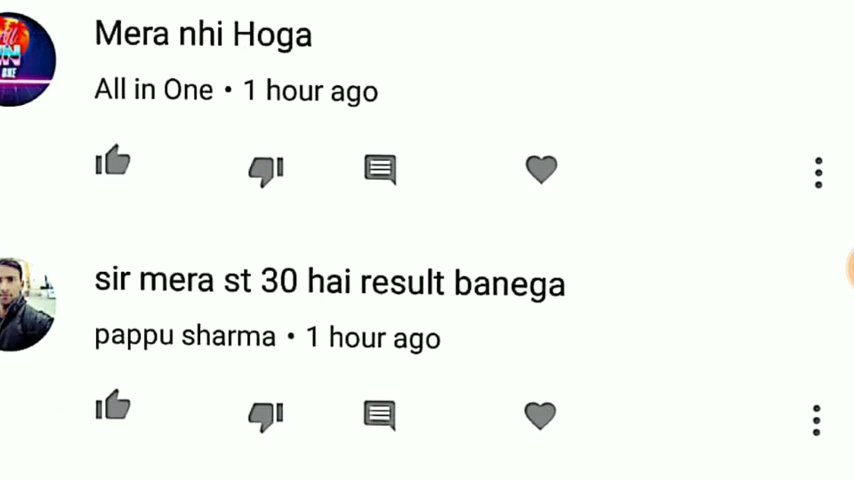 Mera nhi Hoga
All in One • 1 hour ago
sir mera st 30 hai result banega
pappu sharma • 1 hour ago